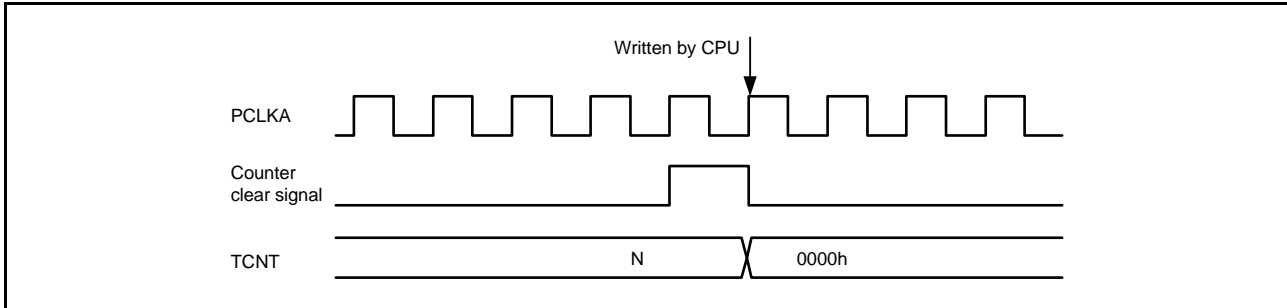 Written by CPU
PCLKA
Counter
clear signal
TCNT
N
0000h